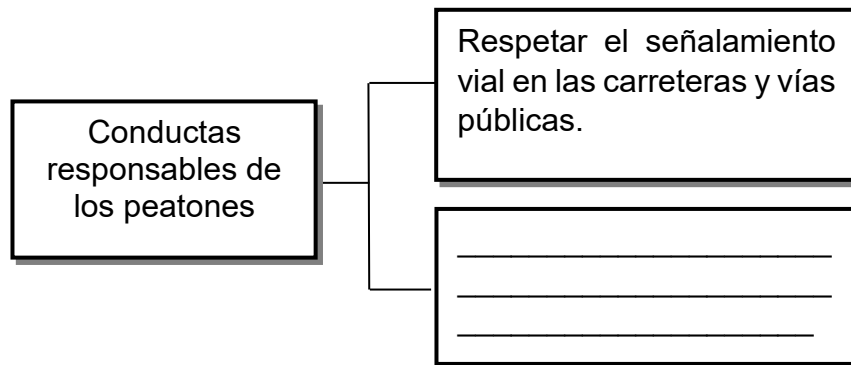 Respetar el señalamiento
vial en las carreteras y vías
públicas.
Conductas
responsables de
los peatones